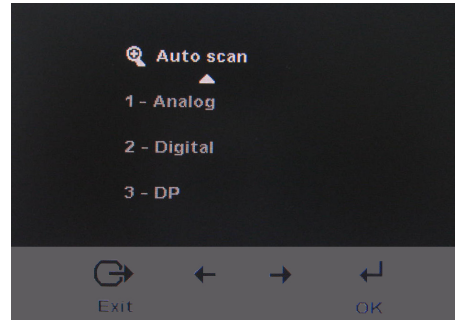 Auto scan
1 - Analog
2 - Digital
3 - DP
Exit
OK